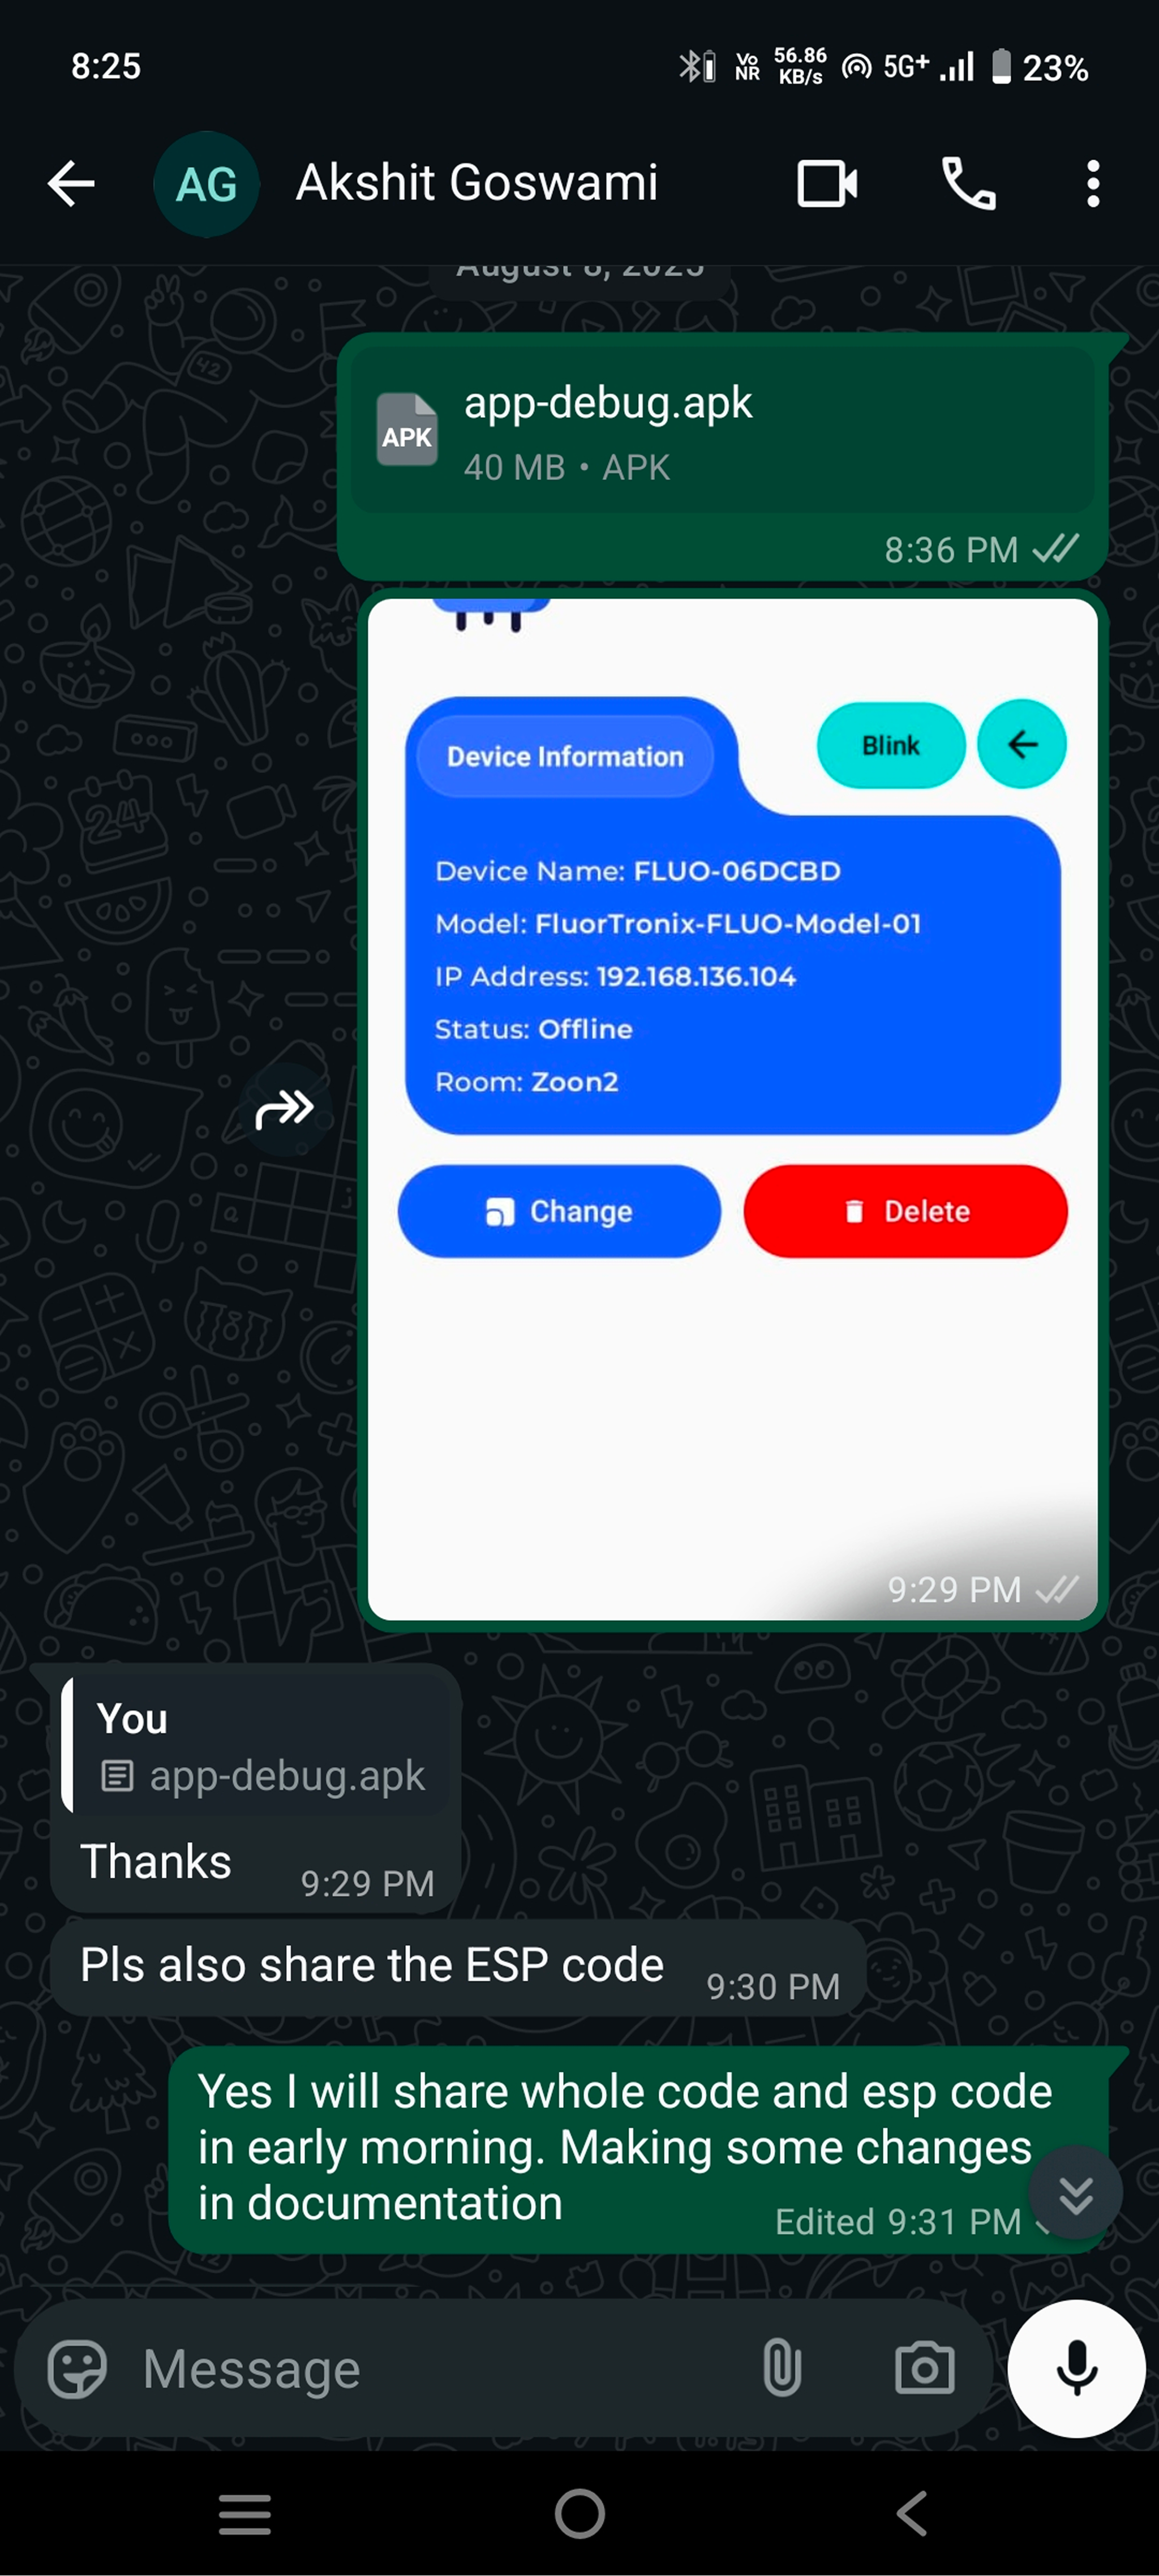 8:25
Vo NR 56.86 KB/s 5G+ 23%
AG Akshit Goswami
August 8, 2025
APK app-debug.apk
40 MB • APK
8:36 PM
Device Information Blink
Device Name: FLUO-06DCBD
Model: FluorTronix-FLUO-Model-01
IP Address: 192.168.136.104
Status: Offline
Room: Zoon2
Change Delete
9:29 PM
You
app-debug.apk
Thanks 9:29 PM
Pls also share the ESP code 9:30 PM
Yes I will share whole code and esp code
in early morning. Making some changes
in documentation Edited 9:31 PM
Message